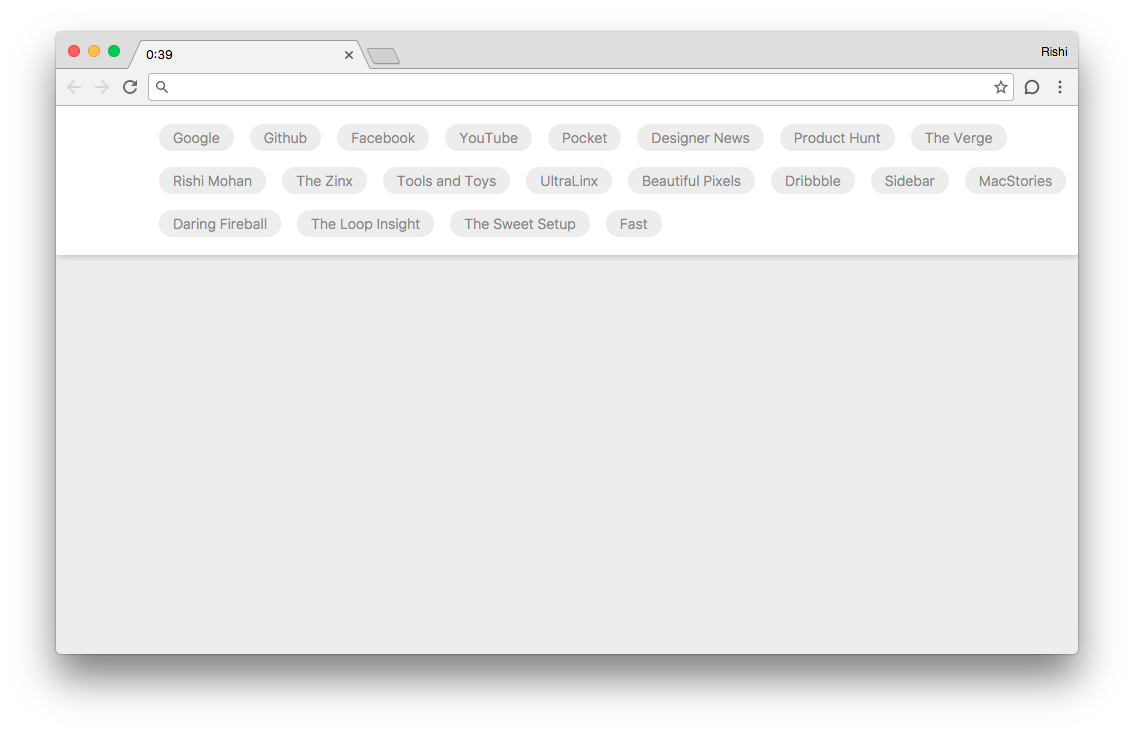 0:39
Rishi
Google Github Facebook YouTube Pocket Designer News Product Hunt The Verge
Rishi Mohan The Zinx Tools and Toys UltraLinx Beautiful Pixels Dribbble Sidebar MacStories
Daring Fireball The Loop Insight The Sweet Setup Fast